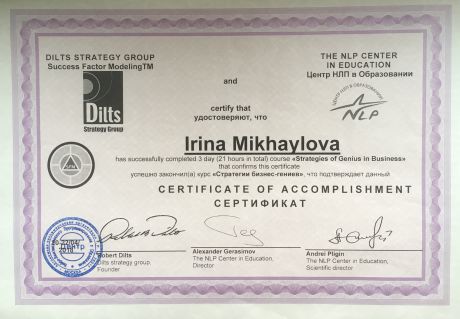 DILTS STRATEGY GROUP
Success Factor Modeling™
Dilts
Strategy Group
and
THE NLP CENTER
IN EDUCATION
Центр НЛП в Образовании
NLP
certify that
удостоверяют, что
Irina Mikhaylova
has successfully completed 3 day (21 hours in total) course «Strategies of Genius in Business»
that confirms this certificate
успешно закончил(а) курс «Стратегии бизнес-гениев», что подтверждает данный
CERTIFICATE OF ACCOMPLISHMENT
СЕРТИФИКАТ
Robert Dilts
Dilts strategy group,
Founder
Alexander Gerasimov
The NLP Center in Education,
Director
Andrei Pligin
The NLP Center in Education,
Scientific director